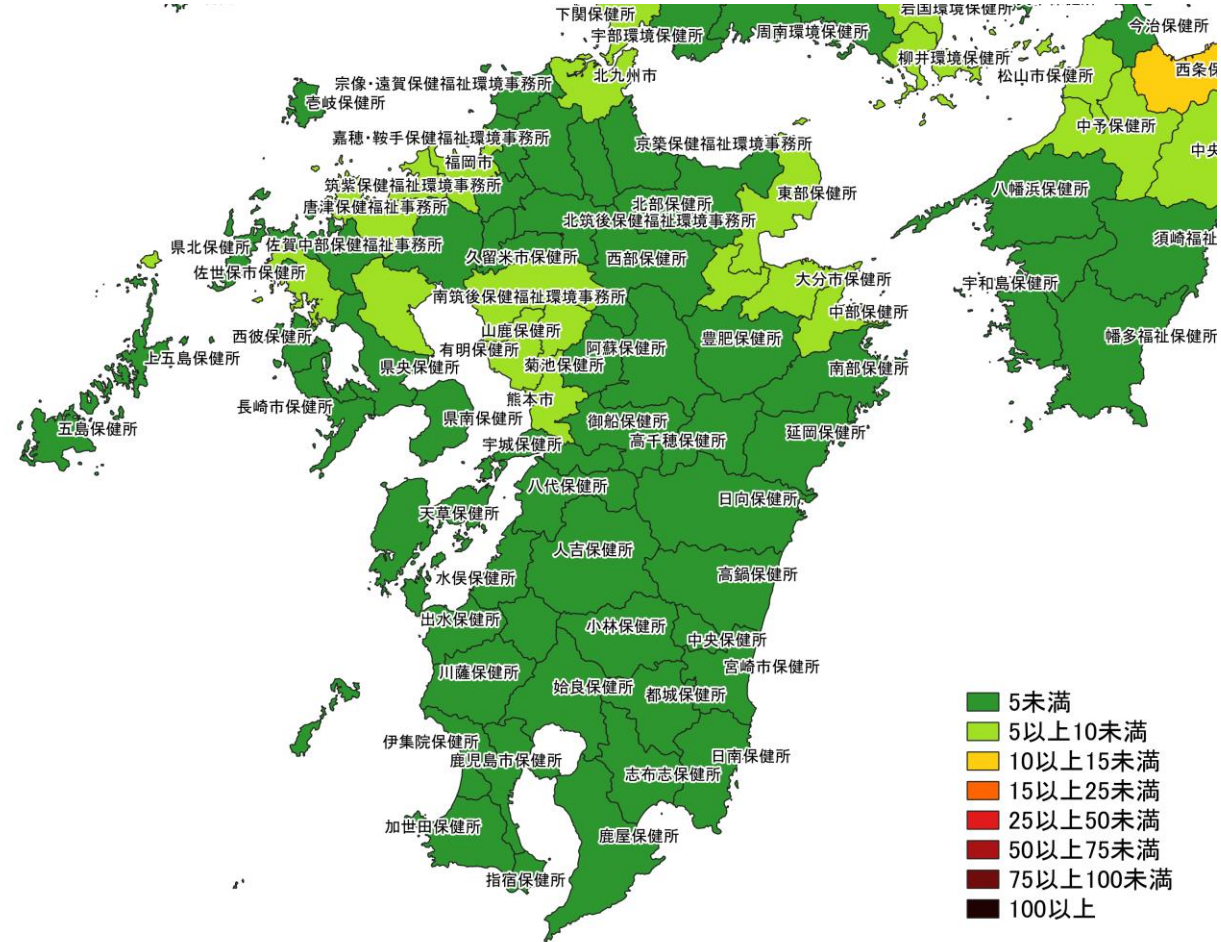 下関保健所
岩国環境保健所
宇部環境保健所
周南環境保健所
今治保健所
柳井環境保健所
松山市保健所
西条保
北九州市
宗像・遠賀保健福祉環境事務所
壱岐保健所
嘉穂・鞍手保健福祉環境事務所
京築保健福祉環境事務所
中予保健所
中央
福岡市
筑紫保健福祉環境事務所
東部保健所
八幡浜保健所
唐津保健福祉事務所
北部保健所
北筑後保健福祉環境事務所
須崎福祉
県北保健所
佐賀中部保健福祉事務所
久留米市保健所
西部保健所
佐世保市保健所
大分市保健所
宇和島保健所
南筑後保健福祉環境事務所
中部保健所
西彼保健所
山鹿保健所
豊肥保健所
幡多福祉保健所
有明保健所
阿蘇保健所
上五島保健所
県央保健所
菊池保健所
南部保健所
熊本市
長崎市保健所
県南保健所
御船保健所
五島保健所
宇城保健所
高千穂保健所
延岡保健所
八代保健所
日向保健所
天草保健所
人吉保健所
水俣保健所
高鍋保健所
出水保健所
小林保健所
中央保健所
宮崎市保健所
川薩保健所
姶良保健所
都城保健所
伊集院保健所
鹿児島市保健所
志布志保健所
日南保健所
加世田保健所
鹿屋保健所
指宿保健所
5未満
5以上10未満
10以上15未満
15以上25未満
25以上50未満
50以上75未満
75以上100未満
100以上